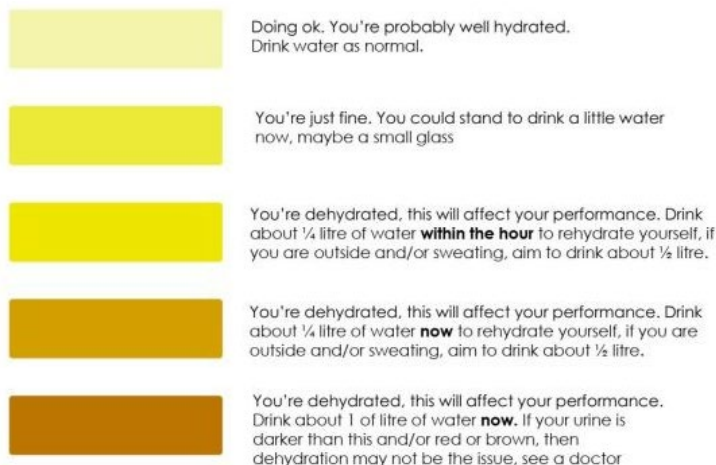 Doing ok. You're probably well hydrated.
Drink water as normal.
You're just fine. You could stand to drink a little water
now, maybe a small glass
You're dehydrated, this will affect your performance. Drink
about ¼ litre of water within the hour to rehydrate yourself, if
you are outside and/or sweating, aim to drink about ½ litre.
You're dehydrated, this will affect your performance. Drink
about ¼ litre of water now to rehydrate yourself, if you are
outside and/or sweating, aim to drink about ½ litre.
You're dehydrated, this will affect your performance.
Drink about 1 of litre of water now. If your urine is
darker than this and/or red or brown, then
dehydration may not be the issue, see a doctor